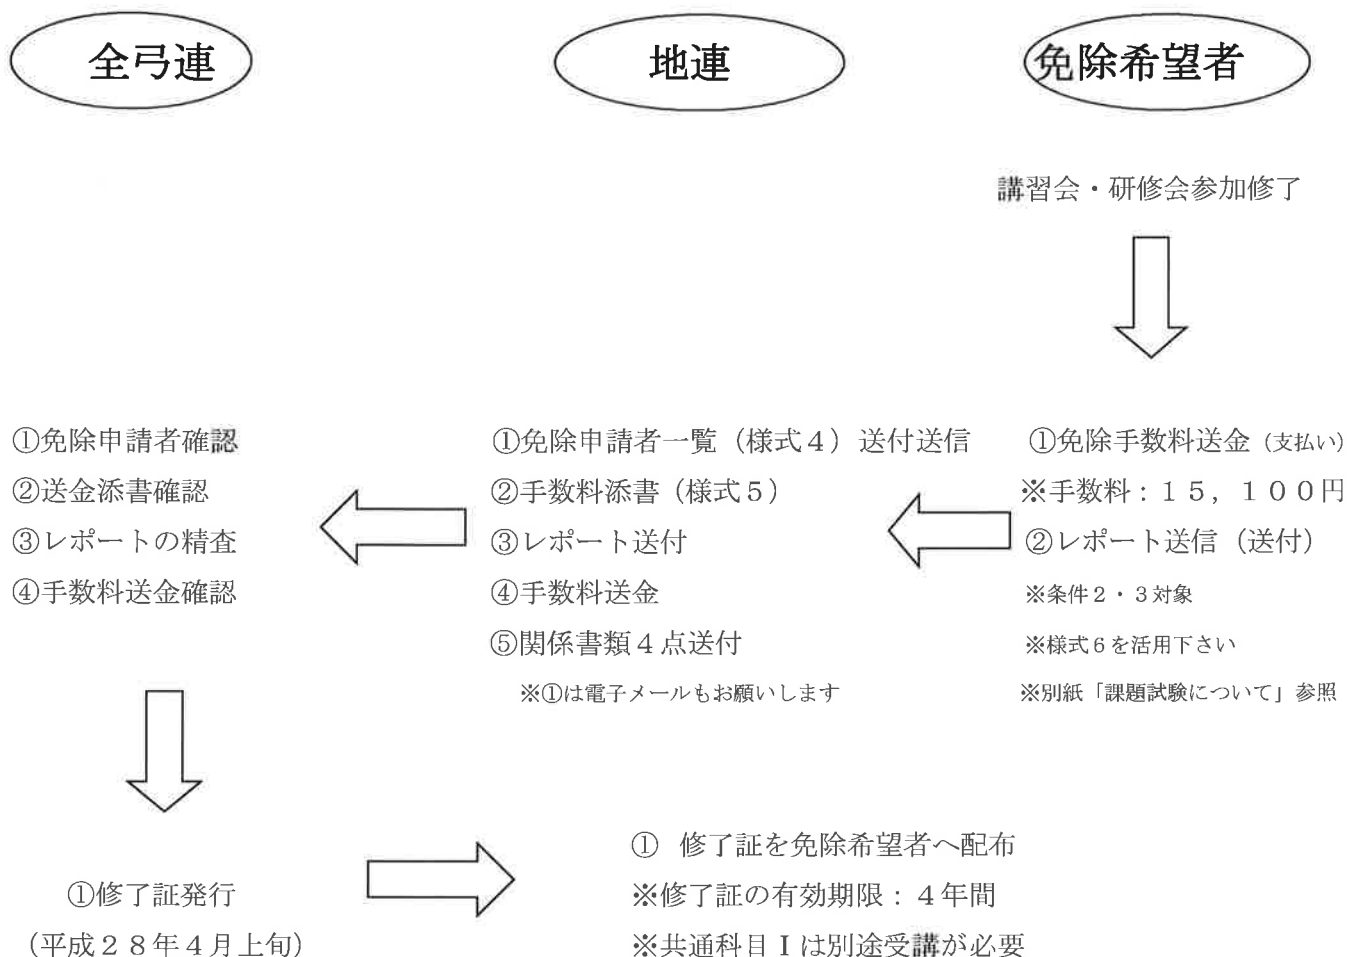 全弓連
地連
免除希望者
講習会・研修会参加修了
①免除手数料送金(支払い)
※手数料:15,100円
②レポート送信(送付)
※条件2・3対象
※様式6を活用下さい
※別紙「課題試験について」参照
①免除申請者一覧(様式4)送付送信
②手数料添書(様式5)
③レポート送付
④手数料送金
⑤関係書類4点送付
※①は電子メールもお願いします
①免除申請者確認
②送金添書確認
③レポートの精査
④手数料送金確認
①修了証発行
(平成28年4月上旬)
① 修了証を免除希望者へ配布
※修了証の有効期限:4年間
※共通科目Ⅰは別途受講が必要